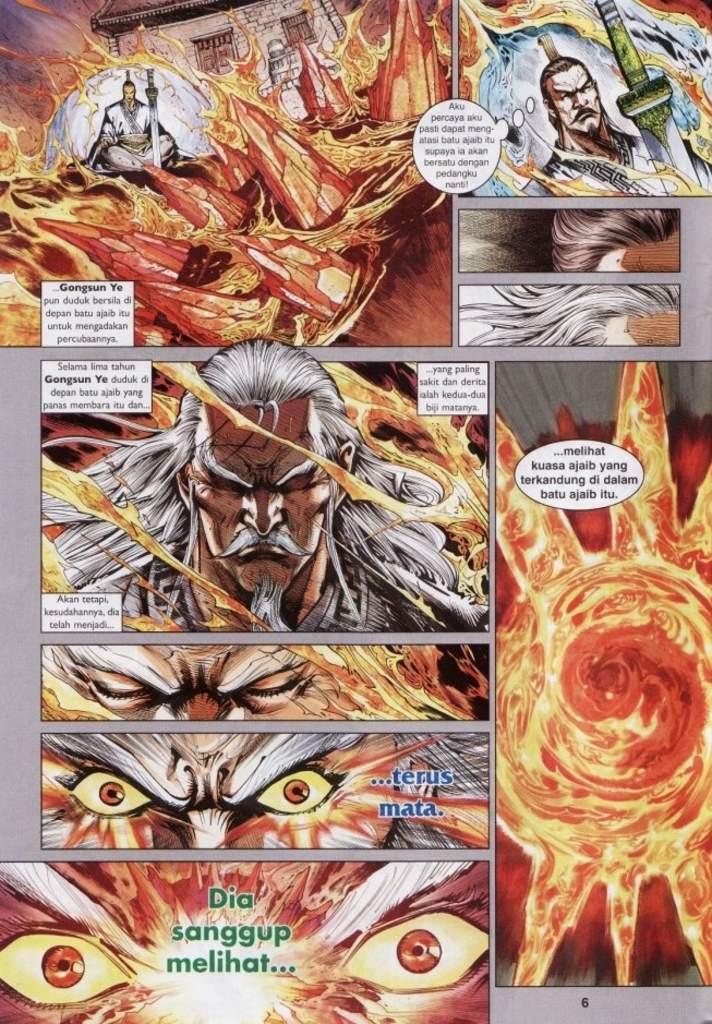 Aku
percaya aku
pasti dapat meng-
atasi batu ajaib itu
supaya ia akan
bersatu dengan
pedangku
nanti!
...Gongsun Ye
pun duduk bersila di
depan batu ajaib itu
untuk mengadakan
percubaannya.
Selama lima tahun
Gongsun Ye duduk di
depan batu ajaib yang
panas membara itu dan...
...yang paling
sakit dan derita
ialah kedua-dua
biji matanya.
Akan tetapi,
kesudahannya, dia
telah menjadi...
...terus
mata.
Dia
sanggup
melihat...
...melihat
kuasa ajaib yang
terkandung di dalam
batu ajaib itu.
6